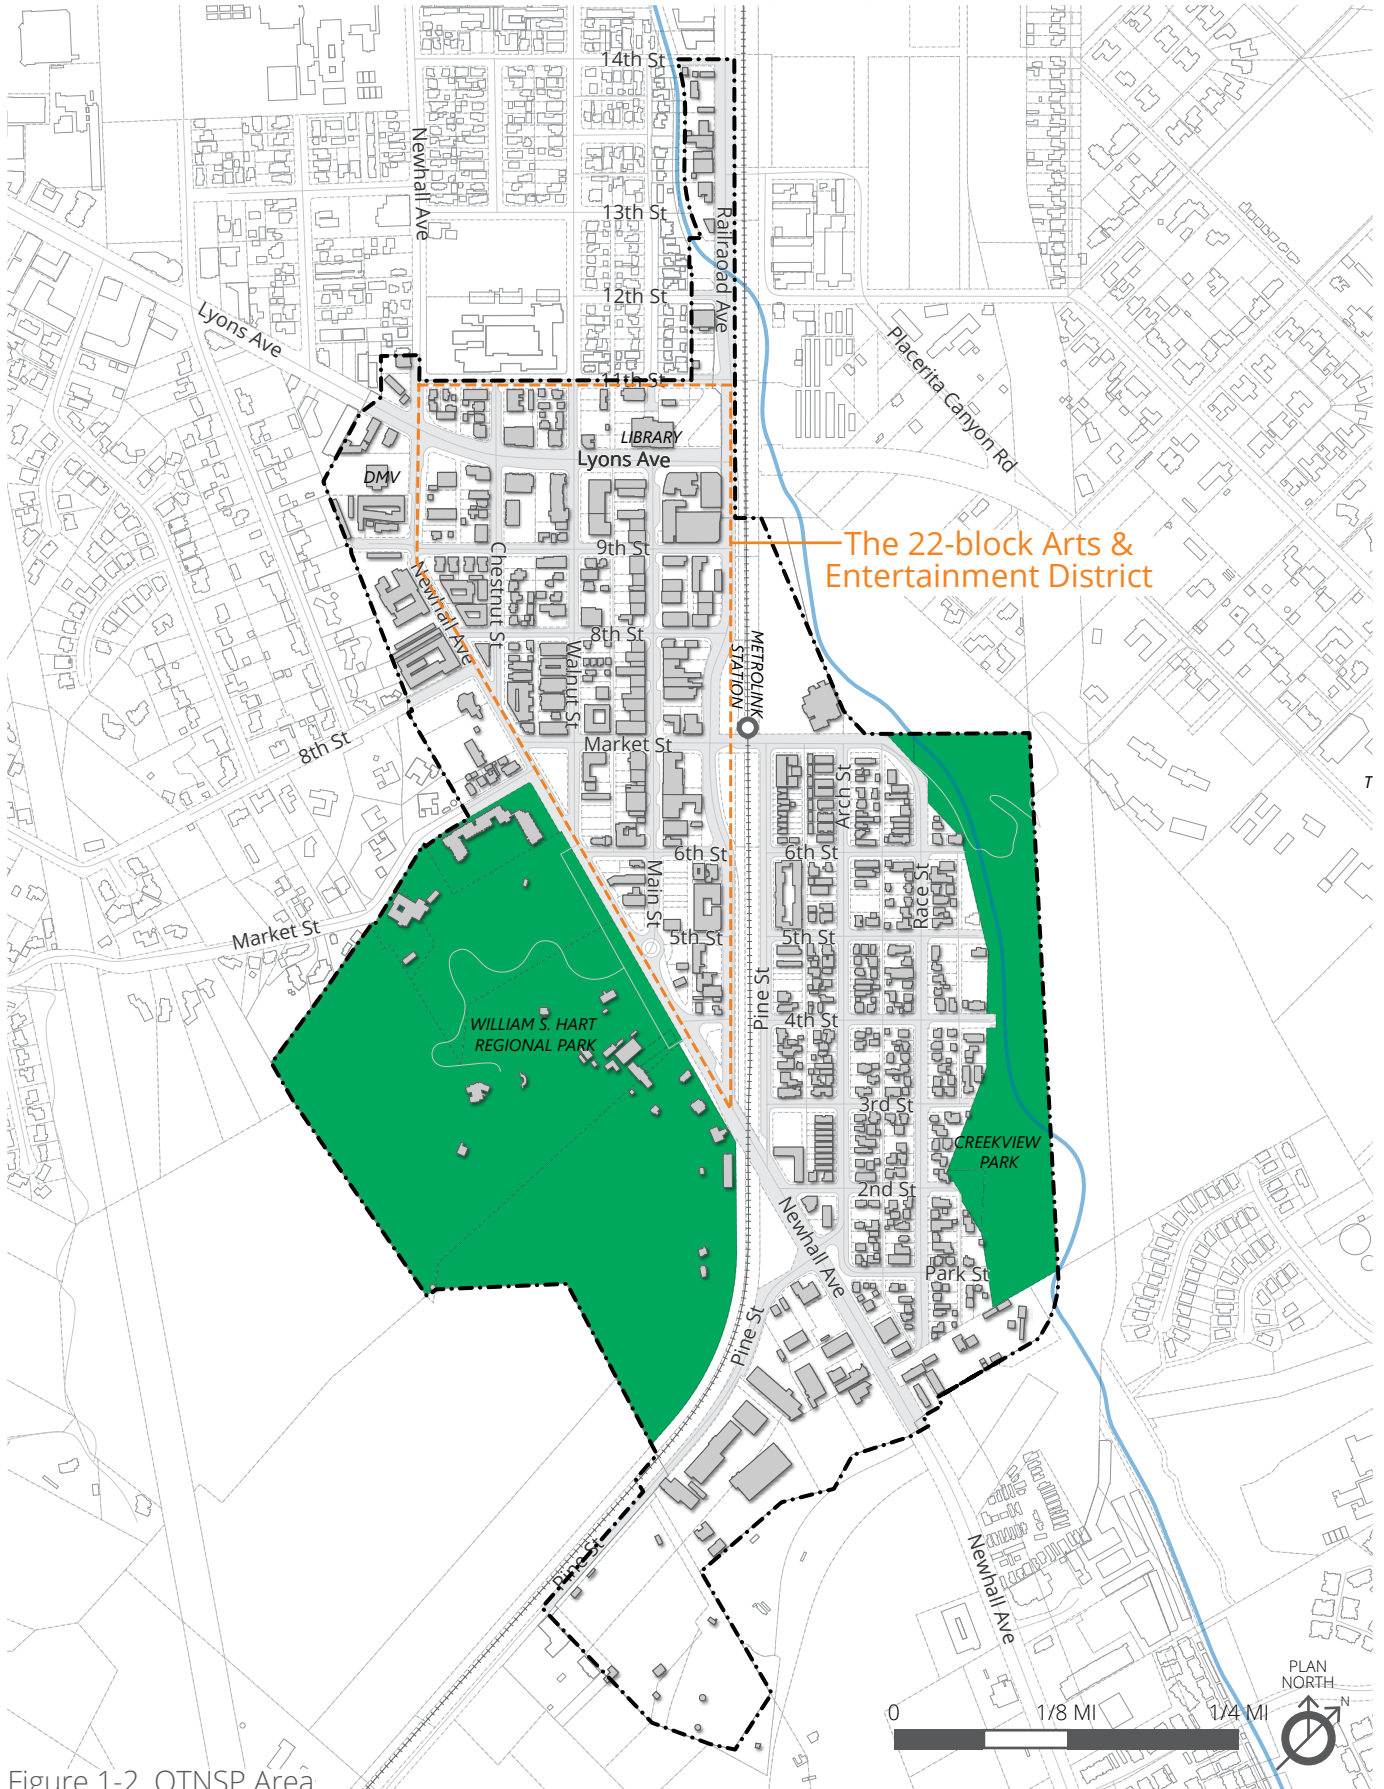 14th St
Newhall Ave
13th St
Railraoad Ave
12th St
Lyons Ave
Placerita Canyon Rd
11th St
LIBRARY
Lyons Ave
DMV
The 22-block Arts &
Entertainment District
9th St
Chestnut St
Newhall Ave
8th St
Walnut St
METROLINK
STATION
8th St
Market St
Arch St
T
6th St
6th St
Main St
Race St
Market St
5th St
5th St
Pine St
WILLIAM S. HART
REGIONAL PARK
4th St
3rd St
CREEKVIEW
PARK
2nd St
Newhall Ave
Park St
Pine St
Pine St
Newhall Ave
PLAN
NORTH
N
0
1/8 MI
1/4 MI
Figure 1-2 OTNSP Area